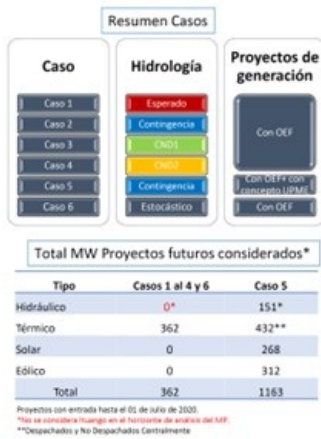 Resumen Casos
Caso
Hidrología
Proyectos de
generación
Caso 1
Esperado
Con OEF
Caso 2
Contingencia
Caso 3
CND1
Caso 4
CND2
Caso 5
Contingencia
Con OEF+ con
concepto UPME
Caso 6
Estocástico
Con OEF
Total MW Proyectos futuros considerados*
Tipo Casos 1 al 4 y 6 Caso 5
Hidráulico 0* 151*
Térmico 362 432**
Solar 0 268
Eólico 0 312
Total 362 1163
Proyectos con entrada hasta el 01 de Julio de 2020.
*No se considera Ituango en el horizonte de análisis del MP.
**Despachados y No Despachados Centralmente